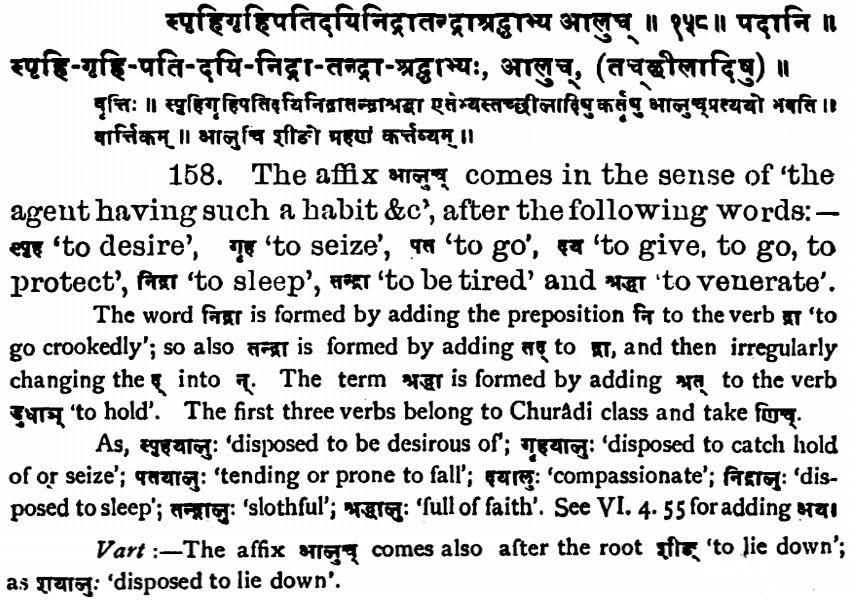 स्पृहिगृहिपतिदयिनिद्रातन्द्राश्रद्धाभ्य आलुच् ॥ १५८॥ पदानि ॥
स्पृहि-गृहि-पति-दयि-निद्रा-तन्द्रा-श्रद्धाभ्यः, आलुच्, (तच्छीलादिषु) ॥
वृत्तिः ॥ स्पृहिगृहिपतिदयिनिद्रातन्द्राश्रद्धा एतेभ्यस्तच्छीलादिषु कर्तृषु आलुच्प्रत्ययो भवति ॥
वार्त्तिकम् ॥ आलुचि शीङो ग्रहणं कर्त्तव्यम् ॥
158. The affix आलुच् comes in the sense of 'the
agent having such a habit &c', after the following words:—
स्पृह 'to desire', गृह 'to seize', पत 'to go', दय 'to give, to go, to
protect', निद्रा 'to sleep', तन्द्रा 'to be tired' and श्रद्धा 'to venerate'.
The word निद्रा is formed by adding the preposition नि to the verb द्रा 'to
go crookedly'; so also तन्द्रा is formed by adding तद् to द्रा, and then irregularly
changing the द् into न्. The term श्रद्धा is formed by adding श्रत् to the verb
डुधाञ् 'to hold'. The first three verbs belong to Churâdi class and take णिच्.
As, स्पृहयालुः 'disposed to be desirous of'; गृहयालुः 'disposed to catch hold
of or seize'; पतयालुः 'tending or prone to fall'; दयालुः 'compassionate'; निद्रालुः 'dis-
posed to sleep'; तन्द्रालुः 'slothful'; श्रद्धालुः 'full of faith'. See VI. 4. 55 for adding अय।
Vart :—The affix आलुच् comes also after the root शीङ् 'to lie down';
as शयालुः 'disposed to lie down'.